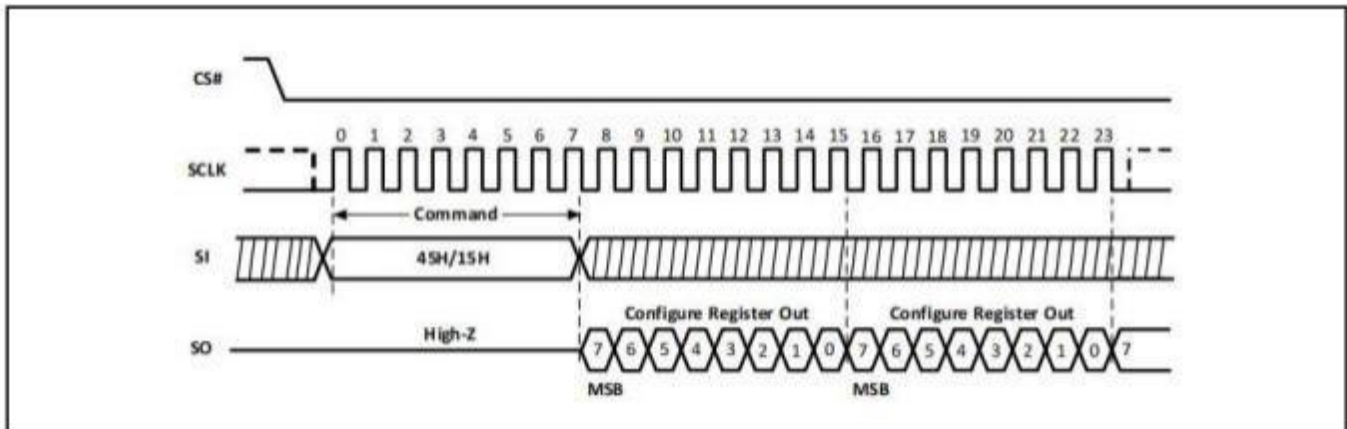 CS#
0 1 2 3 4 5 6 7 8 9 10 11 12 13 14 15 16 17 18 19 20 21 22 23
SCLK
Command
SI
45H/15H
Configure Register Out Configure Register Out
High-Z
SO
7 6 5 4 3 2 1 0 7 6 5 4 3 2 1 0 7
MSB MSB